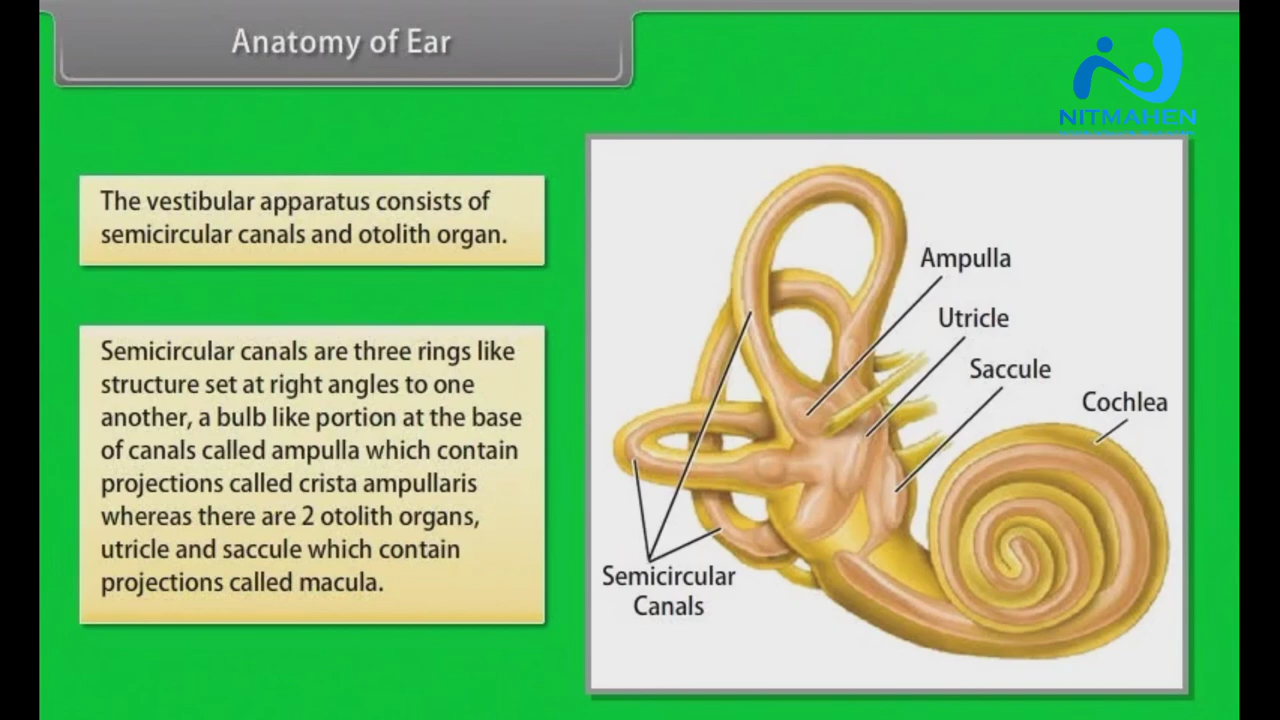 Anatomy of Ear
NITMAHEN
The vestibular apparatus consists of
semicircular canals and otolith organ.
Semicircular canals are three rings like
structure set at right angles to one
another, a bulb like portion at the base
of canals called ampulla which contain
projections called crista ampullaris
whereas there are 2 otolith organs,
utricle and saccule which contain
projections called macula.
Ampulla
Utricle
Saccule
Cochlea
Semicircular
Canals